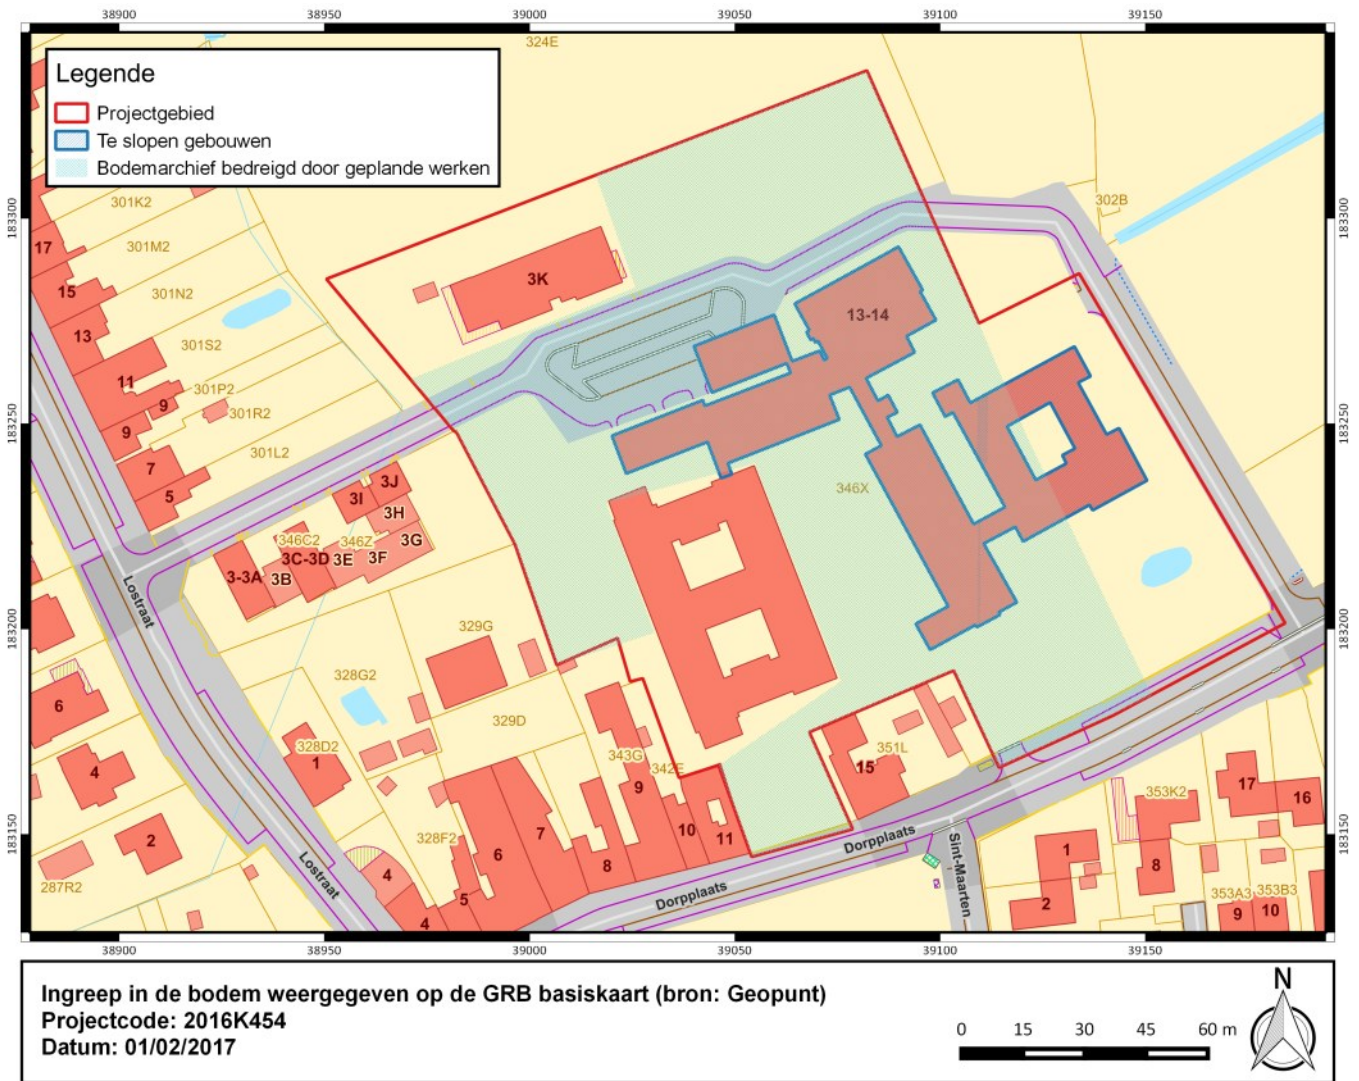 38900 38950 39000 39050 39100 39150
324E
Legende
Projectgebied
Te slopen gebouwen
Bodemarchief bedreigd door geplande werken
301K2
302B
183300
183300
17
301M2
3K
15
301N2
13-14
13
301S2
11
301P2
9
301R2
9
183250
183250
301L2
7
3J
346X
5
3I
3H
346C2
346Z
3G
3C-3D
3E
3F
3-3A
3B
Lostraat
183200
183200
329G
328G2
6
329D
328D2
343G
342E
351L
1
15
4
9
353K2
17
16
10
7
11
Dorpplaats
183150
183150
2
328F2
6
8
1
Sint-Maarten
8
287R2
Lostraat
4
5
Dorpplaats
353A3
353B3
2
9
10
4
38900 38950 39000 39050 39100 39150
Ingreep in de bodem weergegeven op de GRB basiskaart (bron: Geopunt)
Projectcode: 2016K454
Datum: 01/02/2017
0 15 30 45 60 m
N